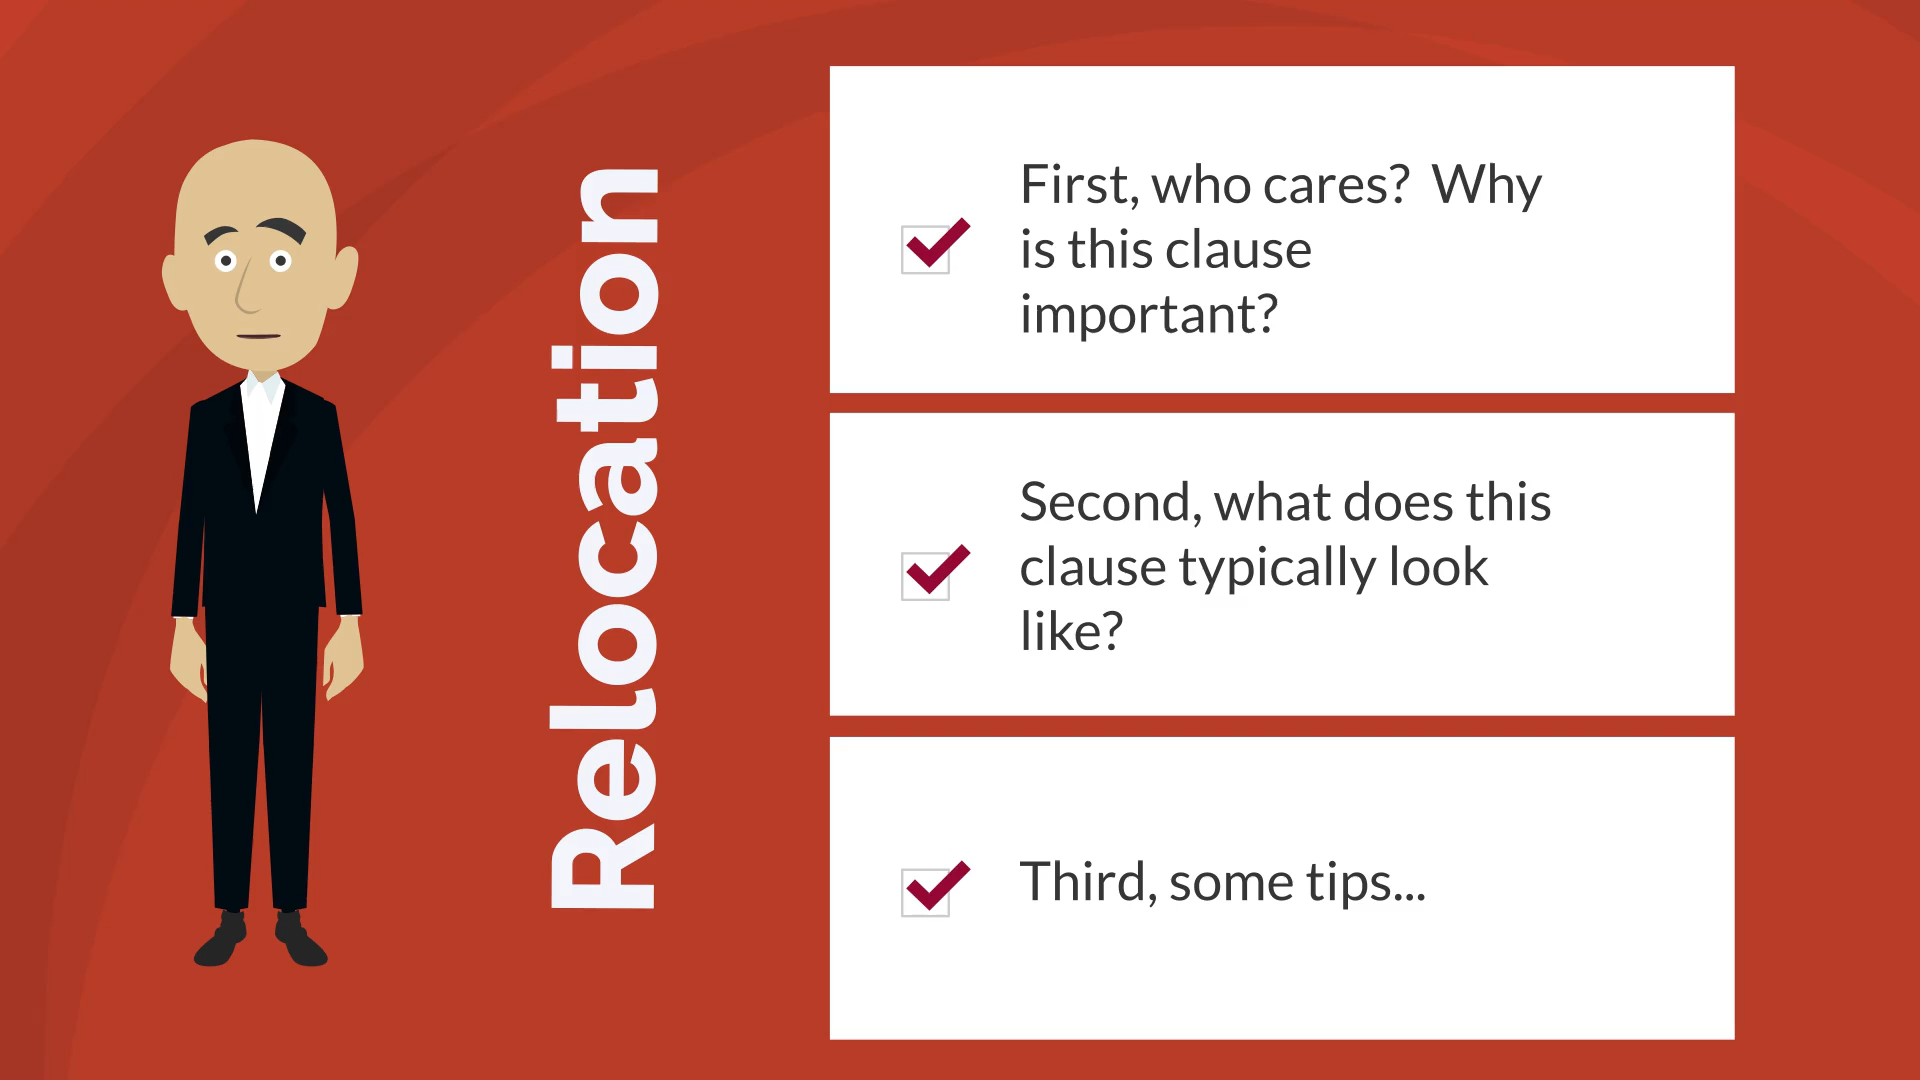 Relocation
First, who cares?  Why
is this clause
important?
Second, what does this
clause typically look
like?
Third, some tips...